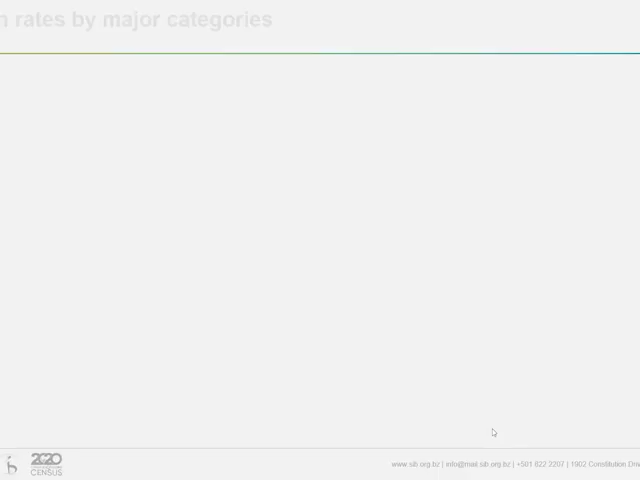 n rates by major categories
2020
CENSUS
www.sib.org.bz | info@mail.sib.org.bz | +501 822 2207 | 1902 Constitution Driv